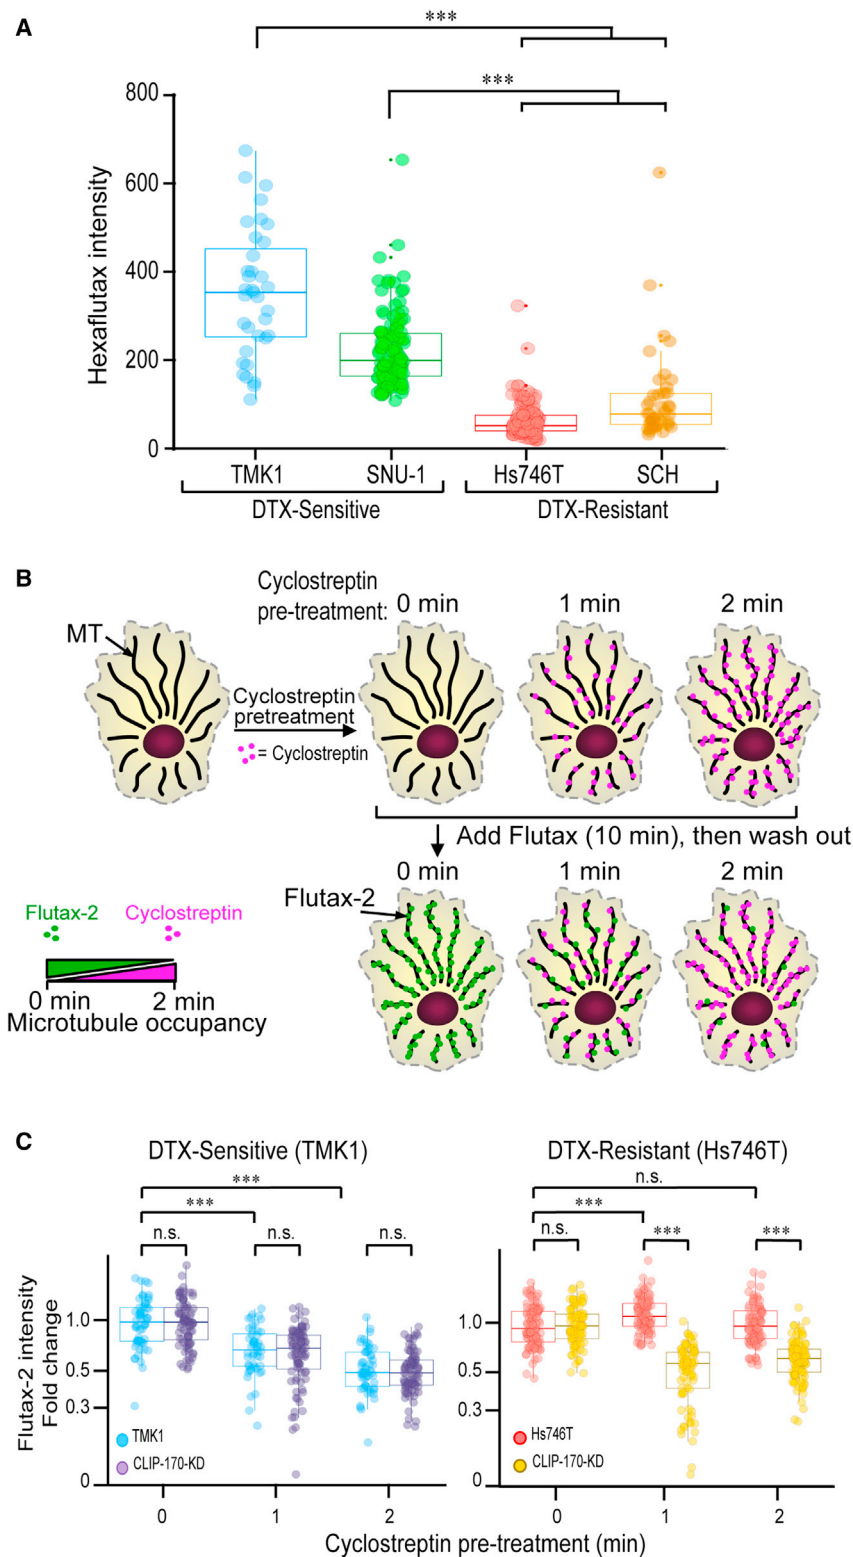 A
***
***
Hexaflutax intensity
800
600
400
200
0
TMK1 SNU-1 Hs746T SCH
DTX-Sensitive DTX-Resistant
B
Cyclostreptin
pre-treatment: 0 min 1 min 2 min
MT
Cyclostreptin
pretreatment
= Cyclostreptin
Add Flutax (10 min), then wash out
0 min 1 min 2 min
Flutax-2
Flutax-2 Cyclostreptin
0 min 2 min
Microtubule occupancy
C
DTX-Sensitive (TMK1) DTX-Resistant (Hs746T)
***
***
n.s. n.s. n.s.
n.s.
***
n.s. *** ***
Flutax-2 intensity
Fold change
1.0
0.5
0.3
0
TMK1
CLIP-170-KD
0 1 2
1.0
0.5
0.3
0
Hs746T
CLIP-170-KD
0 1 2
Cyclostreptin pre-treatment (min)